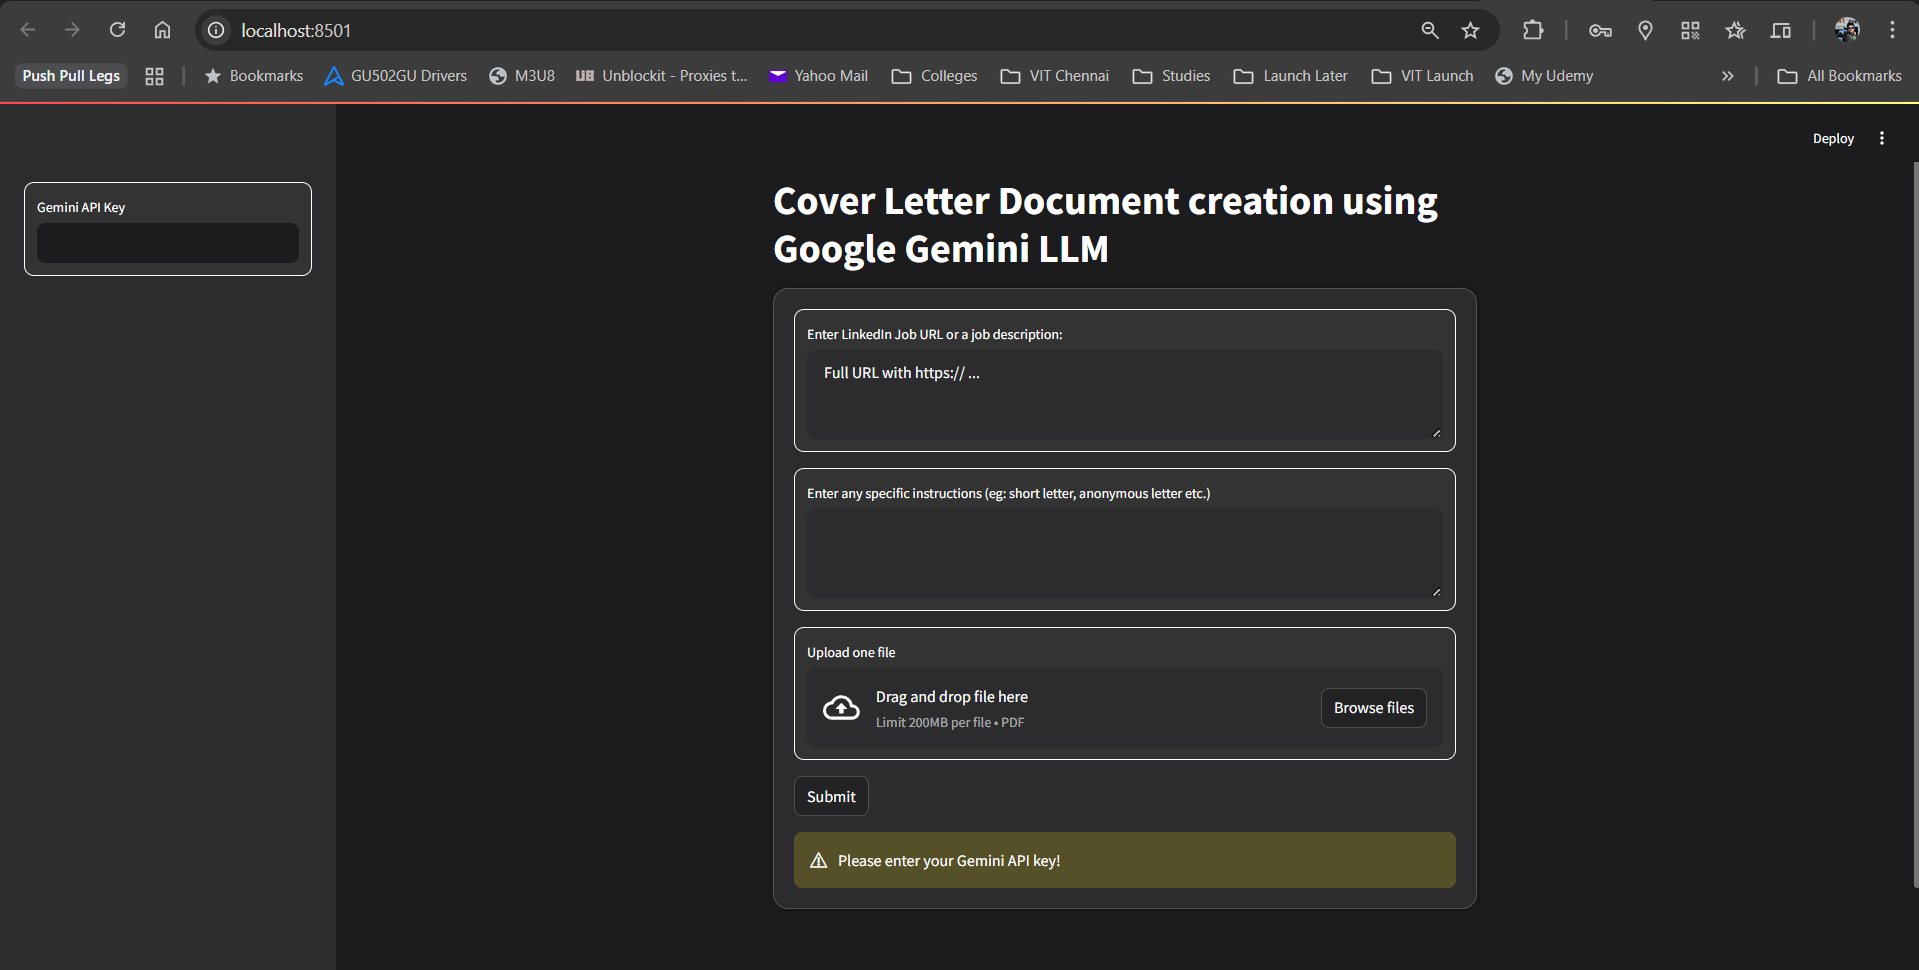 localhost:8501
Push Pull Legs
Bookmarks
GU502GU Drivers
M3U8
UB Unblockit - Proxies t...
Yahoo Mail
Colleges
VIT Chennai
Studies
Launch Later
VIT Launch
My Udemy
All Bookmarks
Deploy
Gemini API Key
Cover Letter Document creation using
Google Gemini LLM
Enter LinkedIn Job URL or a job description:
Full URL with https:// ...
Enter any specific instructions (eg: short letter, anonymous letter etc.)
Upload one file
Drag and drop file here
Limit 200MB per file • PDF
Browse files
Submit
Please enter your Gemini API key!